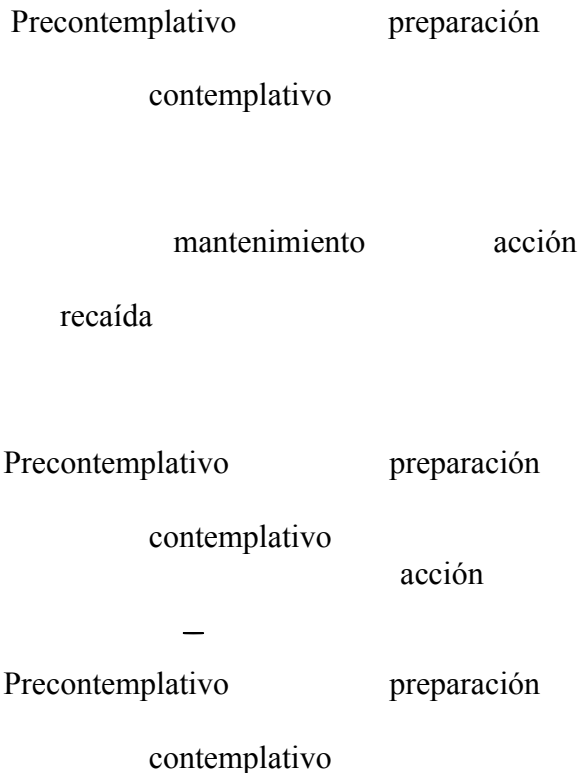 Precontemplativo preparación
contemplativo
mantenimiento acción
recaída
Precontemplativo preparación
contemplativo
acción
Precontemplativo preparación
contemplativo